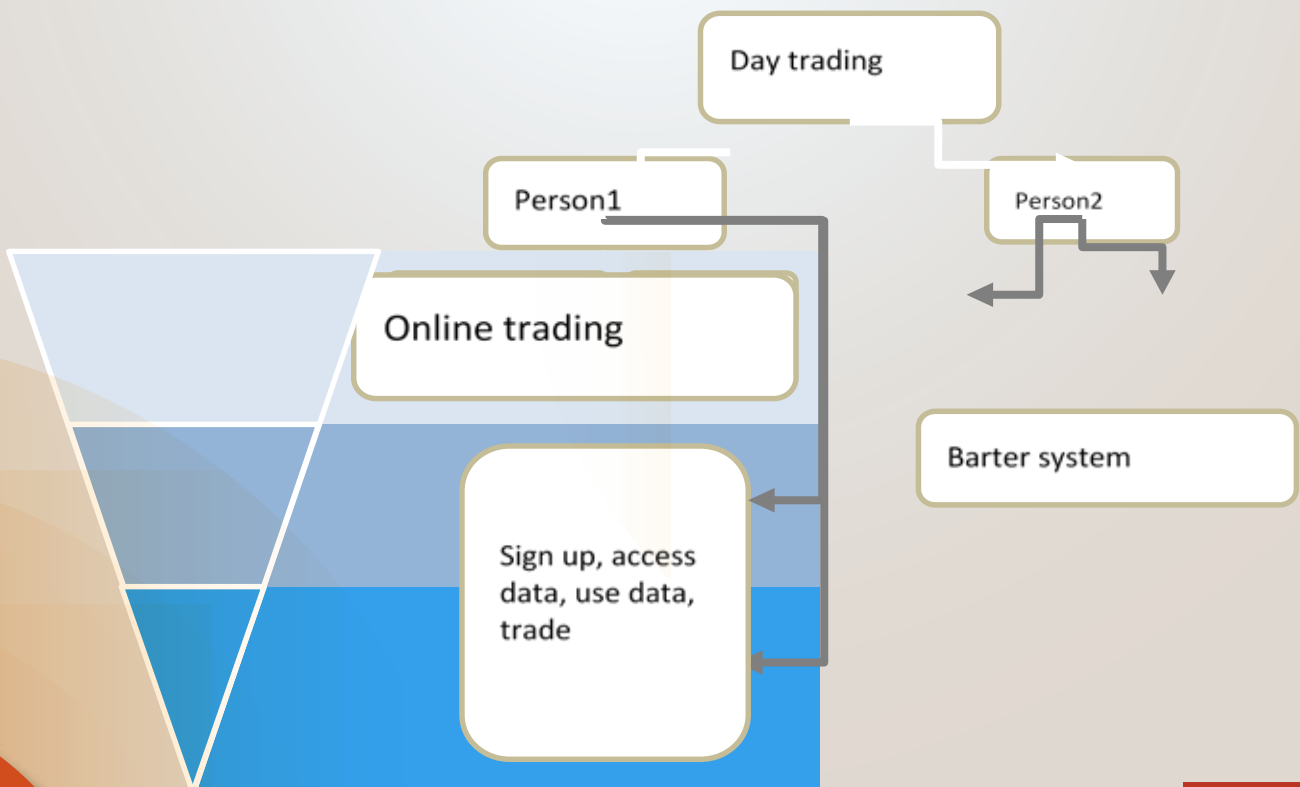 Day trading
Person1
Person2
Online trading
Barter system
Sign up, access
data, use data,
trade